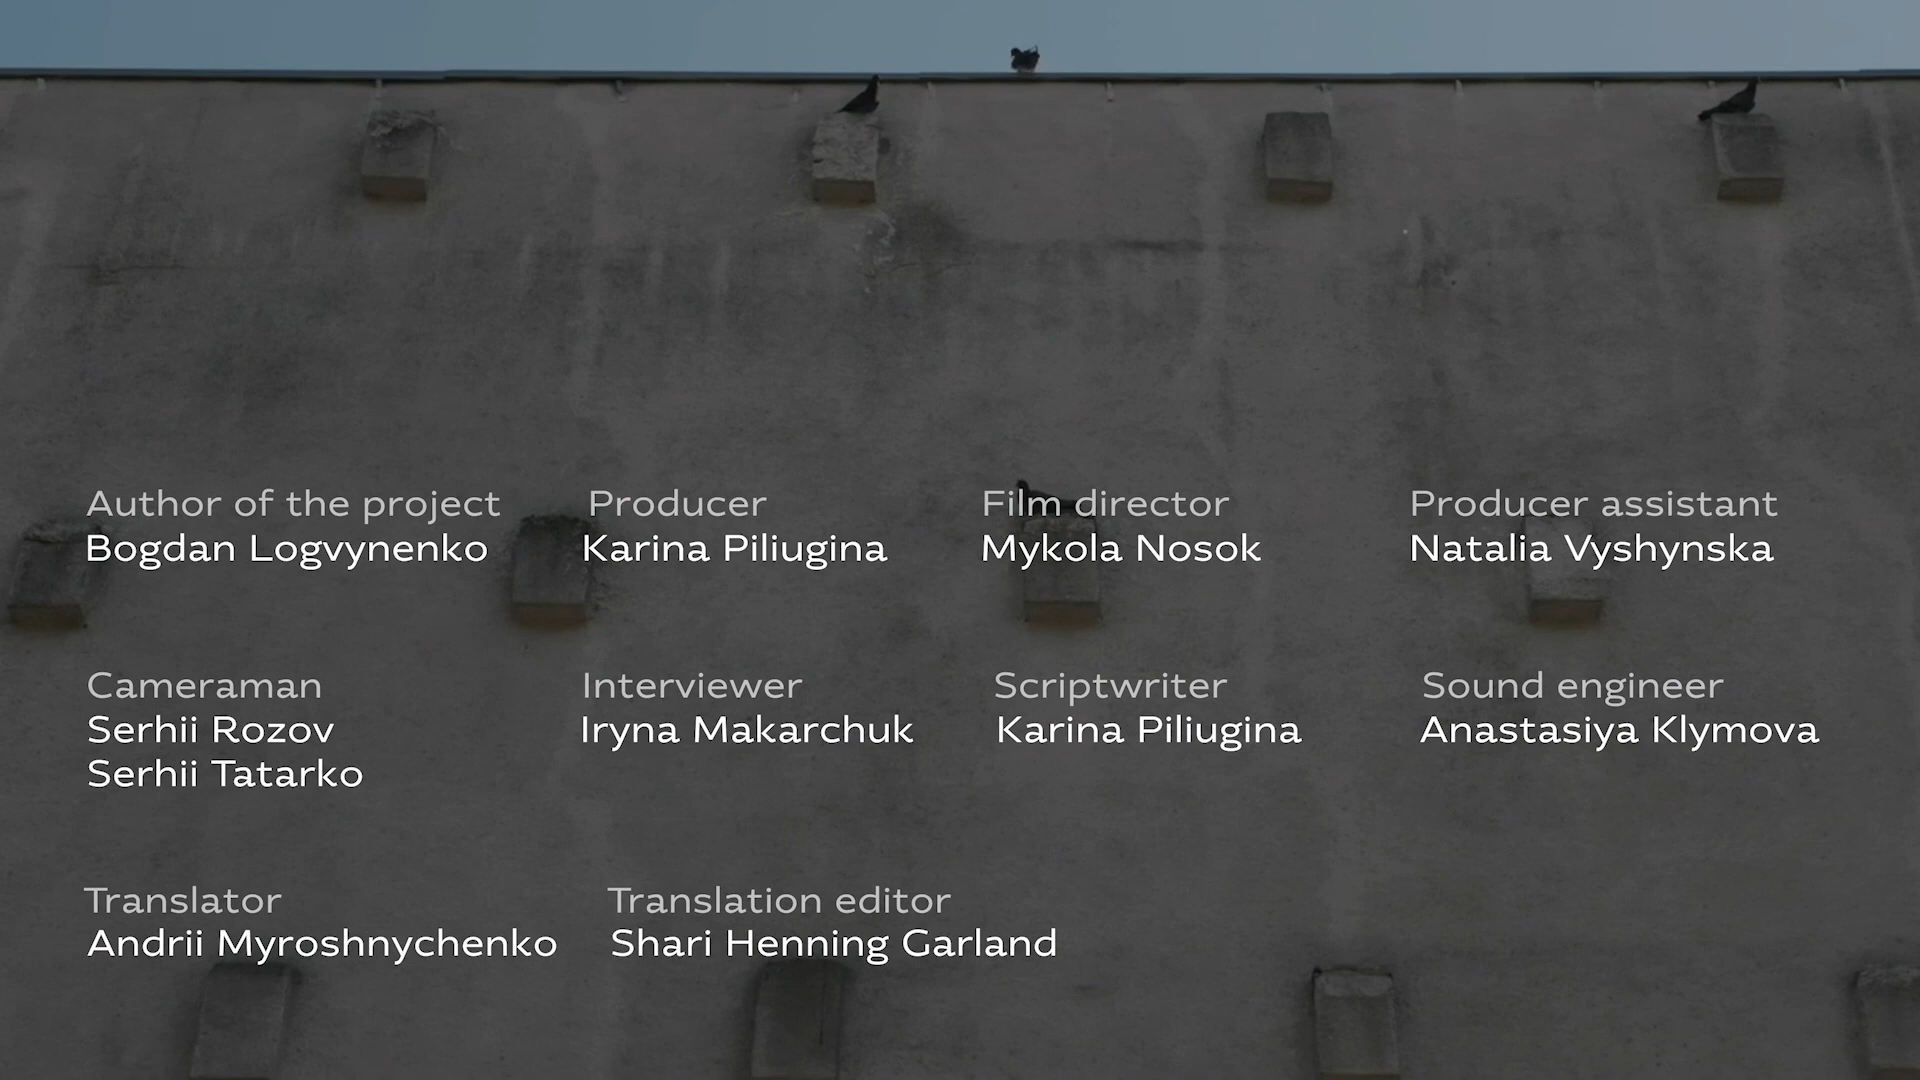 Author of the project
Bogdan Logvynenko
Producer
Karina Piliugina
Film director
Mykola Nosok
Producer assistant
Natalia Vyshynska
Cameraman
Serhii Rozov
Serhii Tatarko
Interviewer
Iryna Makarchuk
Scriptwriter
Karina Piliugina
Sound engineer
Anastasiya Klymova
Translator
Andrii Myroshnychenko
Translation editor
Shari Henning Garland